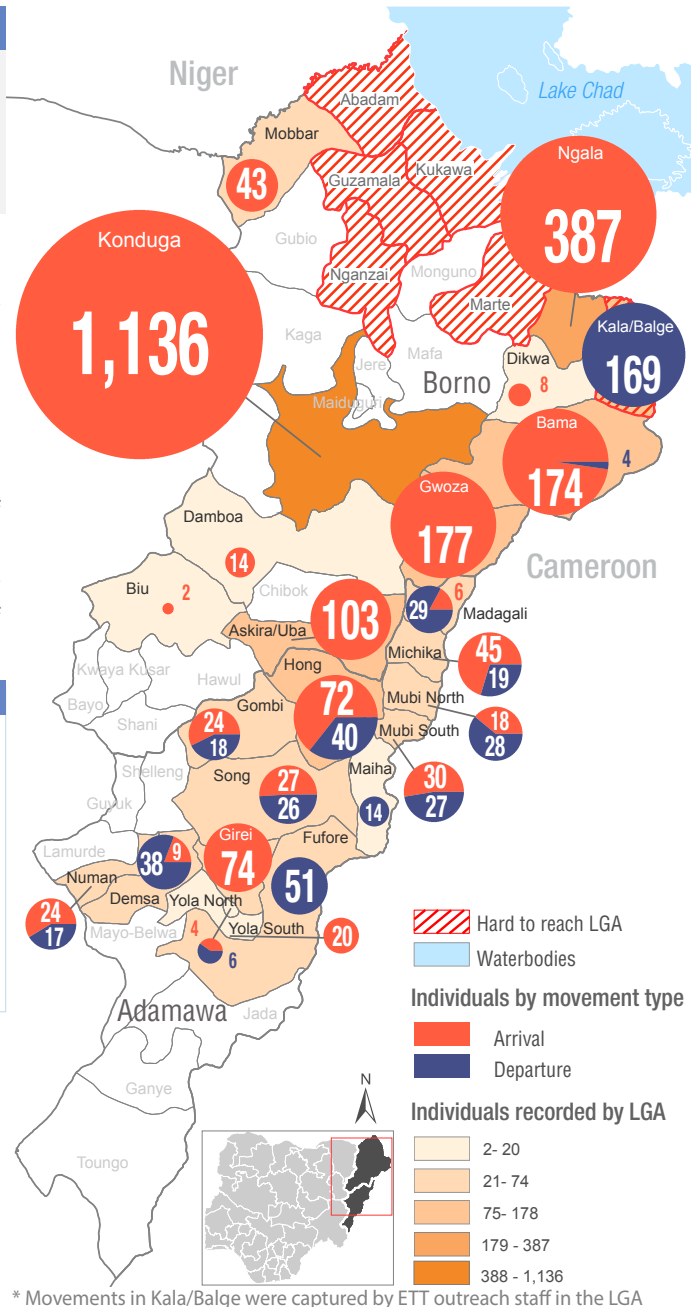 Niger
Lake Chad
Abadam
Mobbar
43
Kukawa
Guzamala
Ngala
387
Konduga
1,136
Gubio
Nganzai
Monguno
Marte
Kala/Balge
169
Kaga
Jere
Mafa
Dikwa
8
Borno
Maiduguri
Bama
174
4
Gwoza
177
Damboa
14
Cameroon
Biu
2
Chibok
103
29
6
Madagali
Askira/Uba
Michika
45
19
Kwaya Kusar
Hawul
Hong
72
40
Mubi North
18
28
Bayo
Gombi
24
18
Mubi South
Shani
30
27
Shelleng
Song
27
26
Maiha
14
Guyuk
Girei
74
Fufore
51
Lamurde
38
9
Numan
Demsa
Yola North
24
17
Mayo-Belwa
4
6
Yola South
20
Adamawa
Jada
Ganye
Toungo
Hard to reach LGA
Waterbodies
Individuals by movement type
Arrival
Departure
N
Individuals recorded by LGA
2- 20
21- 74
75- 178
179 - 387
388 - 1,136
* Movements in Kala/Balge were captured by ETT outreach staff in the LGA